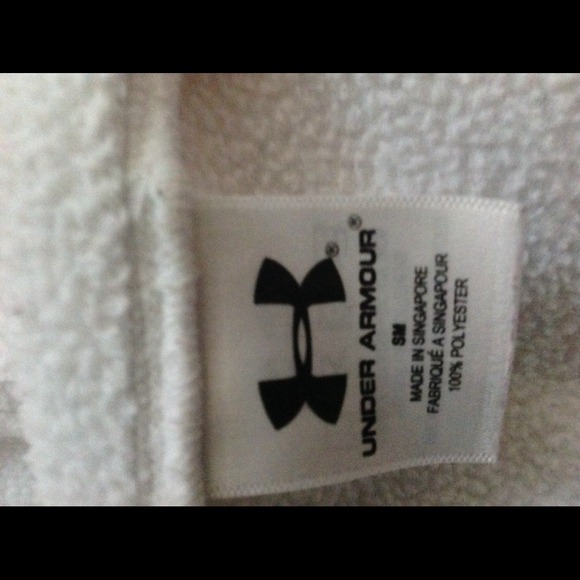 ®
UNDER ARMOUR®
SM
MADE IN SINGAPORE
FABRIQUÉ A SINGAPOUR
100% POLYESTER